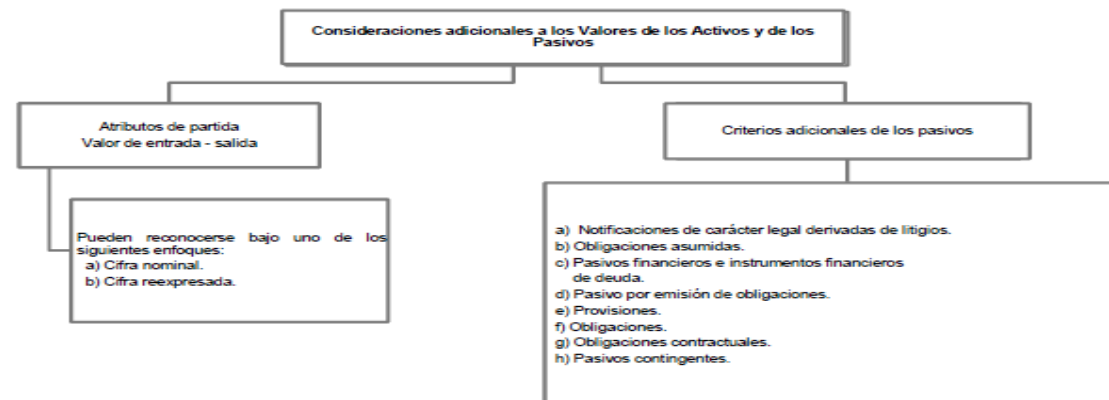 Consideraciones adicionales a los Valores de los Activos y de los
Pasivos
Atributos de partida
Valor de entrada - salida
Criterios adicionales de los pasivos
Pueden reconocerse bajo uno de los
siguientes enfoques:
a) Cifra nominal.
b) Cifra reexpresada.
a) Notificaciones de carácter legal derivadas de litigios.
b) Obligaciones asumidas.
c) Pasivos financieros e instrumentos financieros
de deuda.
d) Pasivo por emisión de obligaciones.
e) Provisiones.
f) Obligaciones.
g) Obligaciones contractuales.
h) Pasivos contingentes.